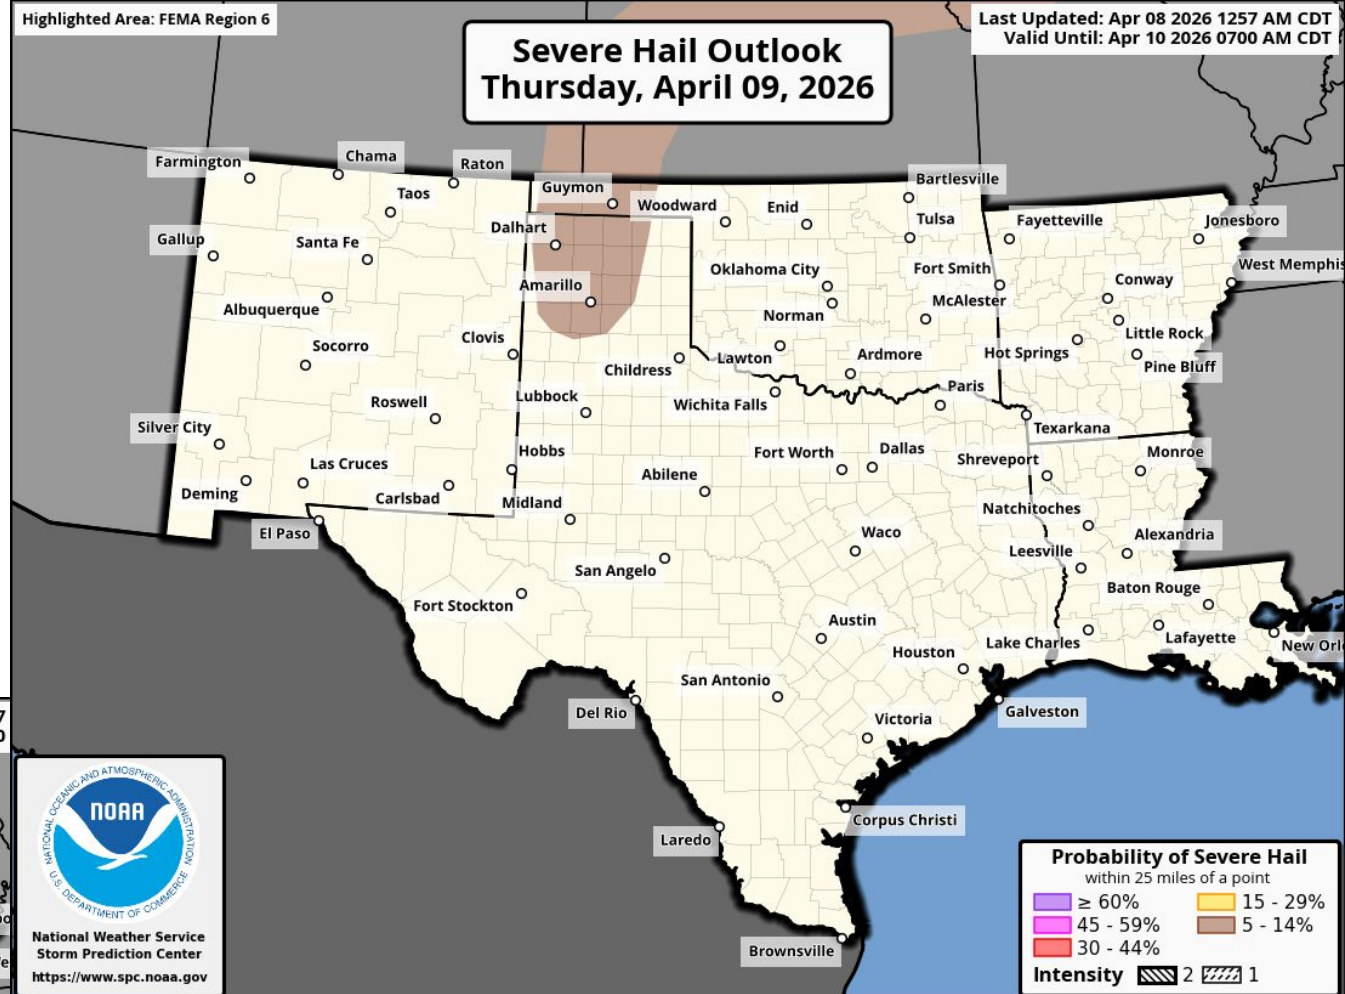 Highlighted Area: FEMA Region 6
Last Updated: Apr 08 2026 1257 AM CDT
Valid Until: Apr 10 2026 0700 AM CDT
Severe Hail Outlook
Thursday, April 09, 2026
Farmington
Chama
Raton
Taos
Guymon
Woodward
Enid
Bartlesville
Tulsa
Fayetteville
Jonesboro
Gallup
Santa Fe
Dalhart
Oklahoma City
Fort Smith
West Memphis
Conway
Amarillo
Albuquerque
Norman
McAlester
Little Rock
Socorro
Clovis
Childress
Lawton
Ardmore
Hot Springs
Pine Bluff
Roswell
Lubbock
Wichita Falls
Paris
Silver City
Texarkana
Las Cruces
Hobbs
Abilene
Fort Worth
Dallas
Shreveport
Monroe
Deming
Carlsbad
Midland
Natchitoches
El Paso
Waco
Alexandria
San Angelo
Leesville
Fort Stockton
Baton Rouge
Austin
Houston
Lake Charles
Lafayette
New Orl
San Antonio
Del Rio
Victoria
Galveston
Laredo
Corpus Christi
Brownsville
NATIONAL OCEANIC AND ATMOSPHERIC ADMINISTRATION
NOAA
U.S. DEPARTMENT OF COMMERCE
National Weather Service
Storm Prediction Center
https://www.spc.noaa.gov
Probability of Severe Hail
within 25 miles of a point
≥ 60%
15 - 29%
45 - 59%
5 - 14%
30 - 44%
Intensity 2 1